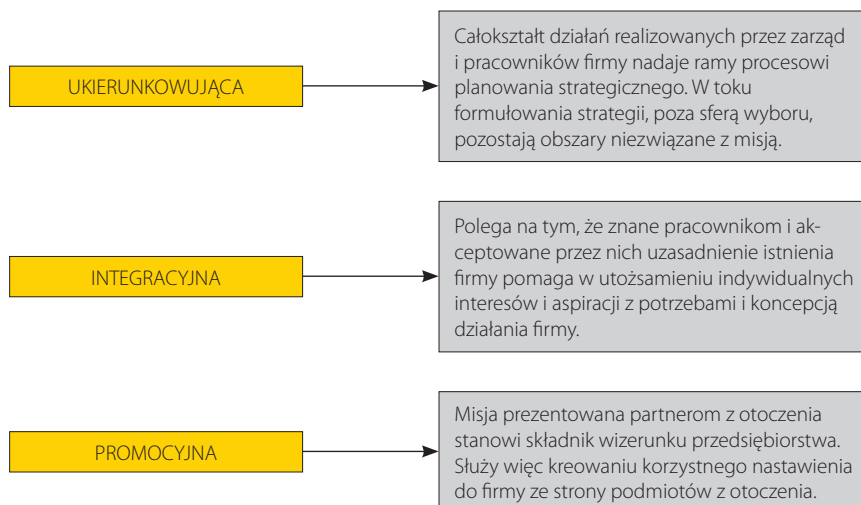 UKIERUNKOWUJĄCA
Całokształt działań realizowanych przez zarząd
i pracowników firmy nadaje ramy procesowi
planowania strategicznego. W toku
formułowania strategii, poza sferą wyboru,
pozostają obszary niezwiązane z misją.
INTEGRACYJNA
Polega na tym, że znane pracownikom i ak-
ceptowane przez nich uzasadnienie istnienia
firmy pomaga w utożsamieniu indywidualnych
interesów i aspiracji z potrzebami i koncepcją
działania firmy.
PROMOCYJNA
Misja prezentowana partnerom z otoczenia
stanowi składnik wizerunku przedsiębiorstwa.
Służy więc kreowaniu korzystnego nastawienia
do firmy ze strony podmiotów z otoczenia.